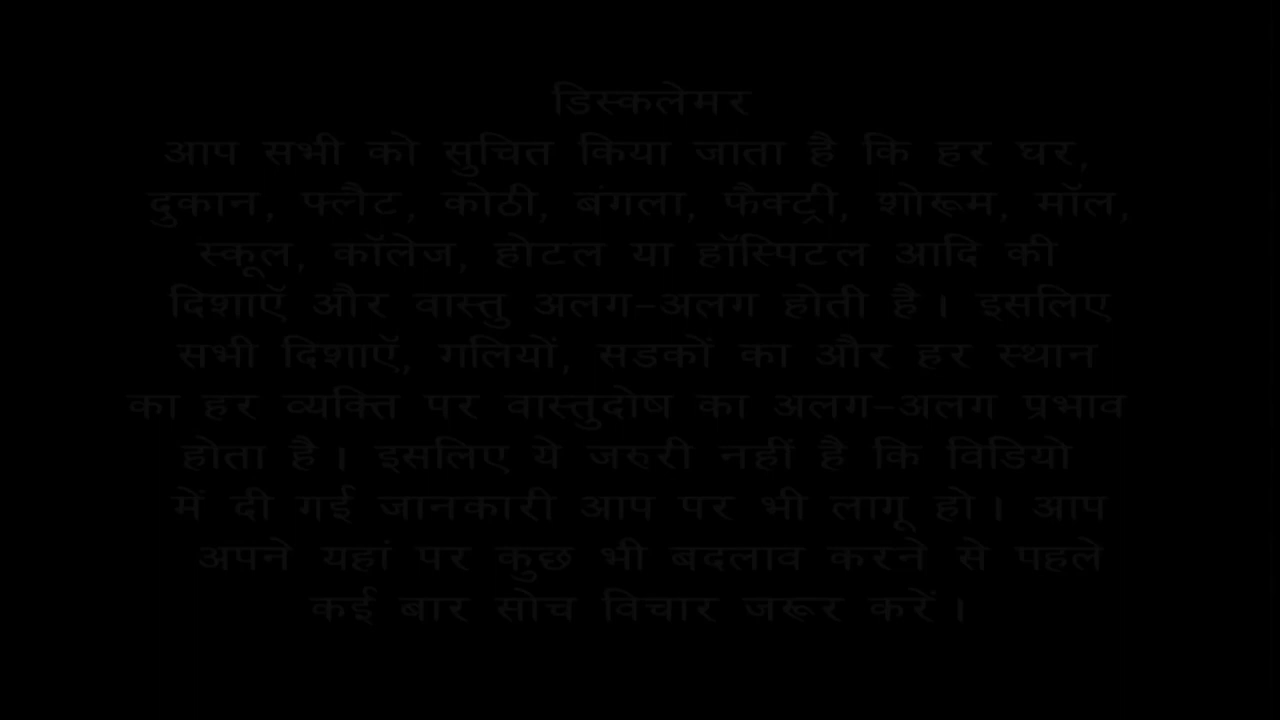 डिस्कलेमर
आप सभी को सुचित किया जाता है कि हर घर,
दुकान, फ्लैट, कोठी, बंगला, फैक्ट्री, शोरूम, मॉल,
स्कूल, कॉलेज, होटल या हॉस्पिटल आदि की
दिशाऍ और वास्तु अलग–अलग होती है। इसलिए
सभी दिशाऍ, गलियों, सडकों का और हर स्थान
का हर व्यक्ति पर वास्तुदोष का अलग–अलग प्रभाव
होता है। इसलिए ये जरुरी नहीं है कि विडियो
में दी गई जानकारी आप पर भी लागू हो। आप
अपने यहां पर कुछ भी बदलाव करने से पहले
कई बार सोच विचार जरूर करें।